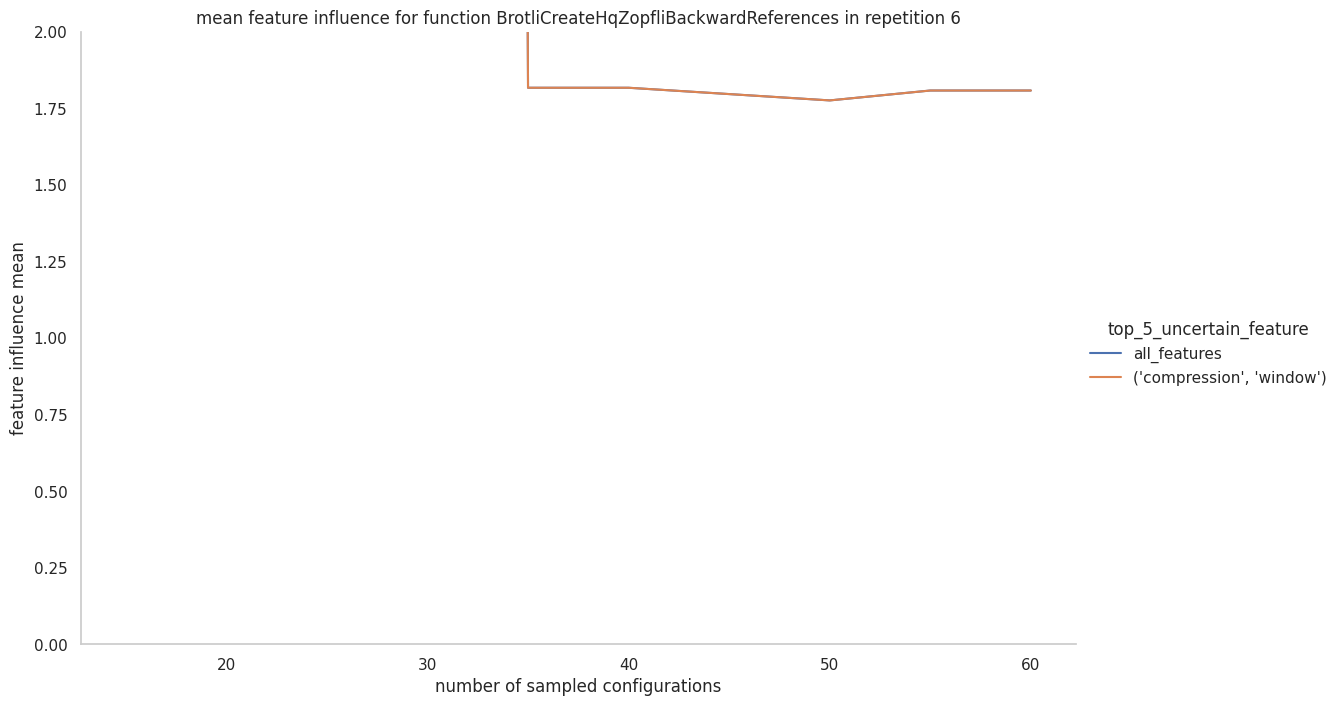 mean feature influence for function BrotliCreateHqZopfliBackwardReferences in repetition 6
2.00
1.75
1.50
1.25
1.00
0.75
0.50
0.25
0.00
feature influence mean
20
30
40
50
60
number of sampled configurations
top_5_uncertain_feature
all_features
('compression', 'window')